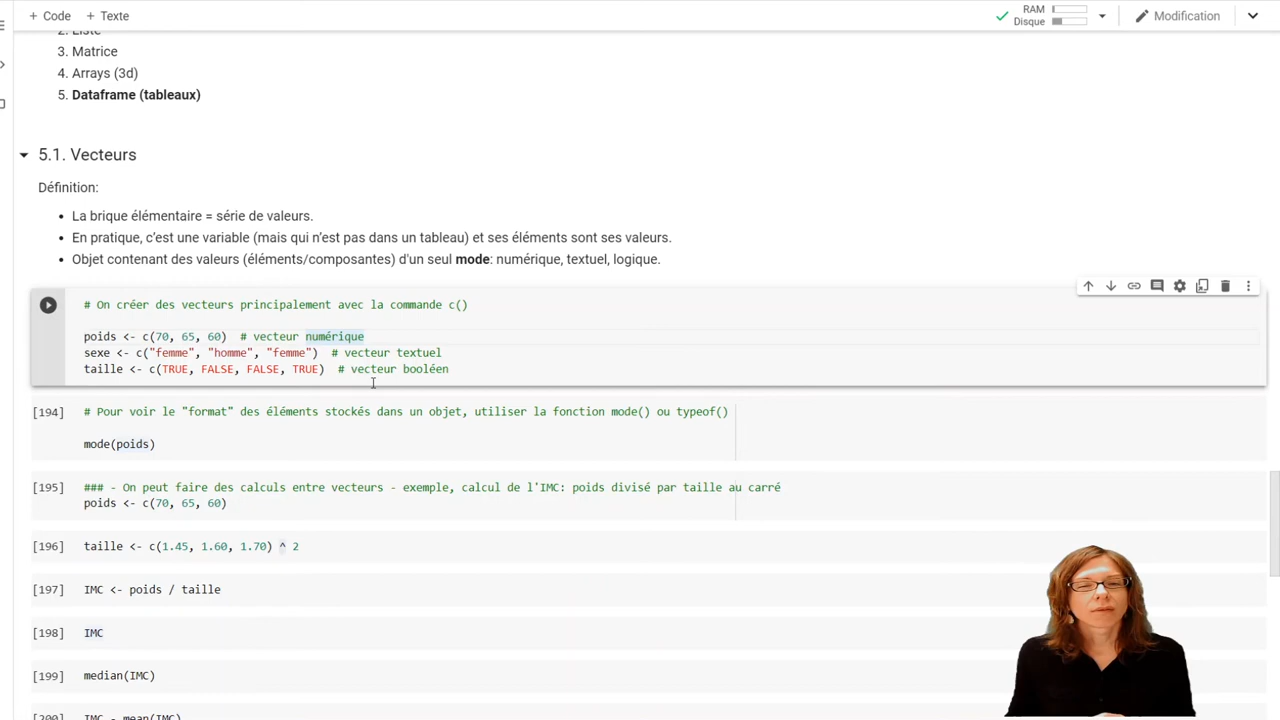 + Code + Texte
RAM
Disque
Modification
2. Liste
3. Matrice
4. Arrays (3d)
5. Dataframe (tableaux)
5.1. Vecteurs
Définition:
• La brique élémentaire = série de valeurs.
• En pratique, c’est une variable (mais qui n’est pas dans un tableau) et ses éléments sont ses valeurs.
• Objet contenant des valeurs (éléments/composantes) d'un seul mode: numérique, textuel, logique.
# On créer des vecteurs principalement avec la commande c()
poids <- c(70, 65, 60) # vecteur numérique
sexe <- c("femme", "homme", "femme") # vecteur textuel
taille <- c(TRUE, FALSE, FALSE, TRUE) # vecteur booléen
[194] # Pour voir le "format" des éléments stockés dans un objet, utiliser la fonction mode() ou typeof()
mode(poids)
[195] ### - On peut faire des calculs entre vecteurs - exemple, calcul de l'IMC: poids divisé par taille au carré
poids <- c(70, 65, 60)
[196] taille <- c(1.45, 1.60, 1.70) ^ 2
[197] IMC <- poids / taille
[198] IMC
[199] median(IMC)
[200] IMC - mean(IMC)